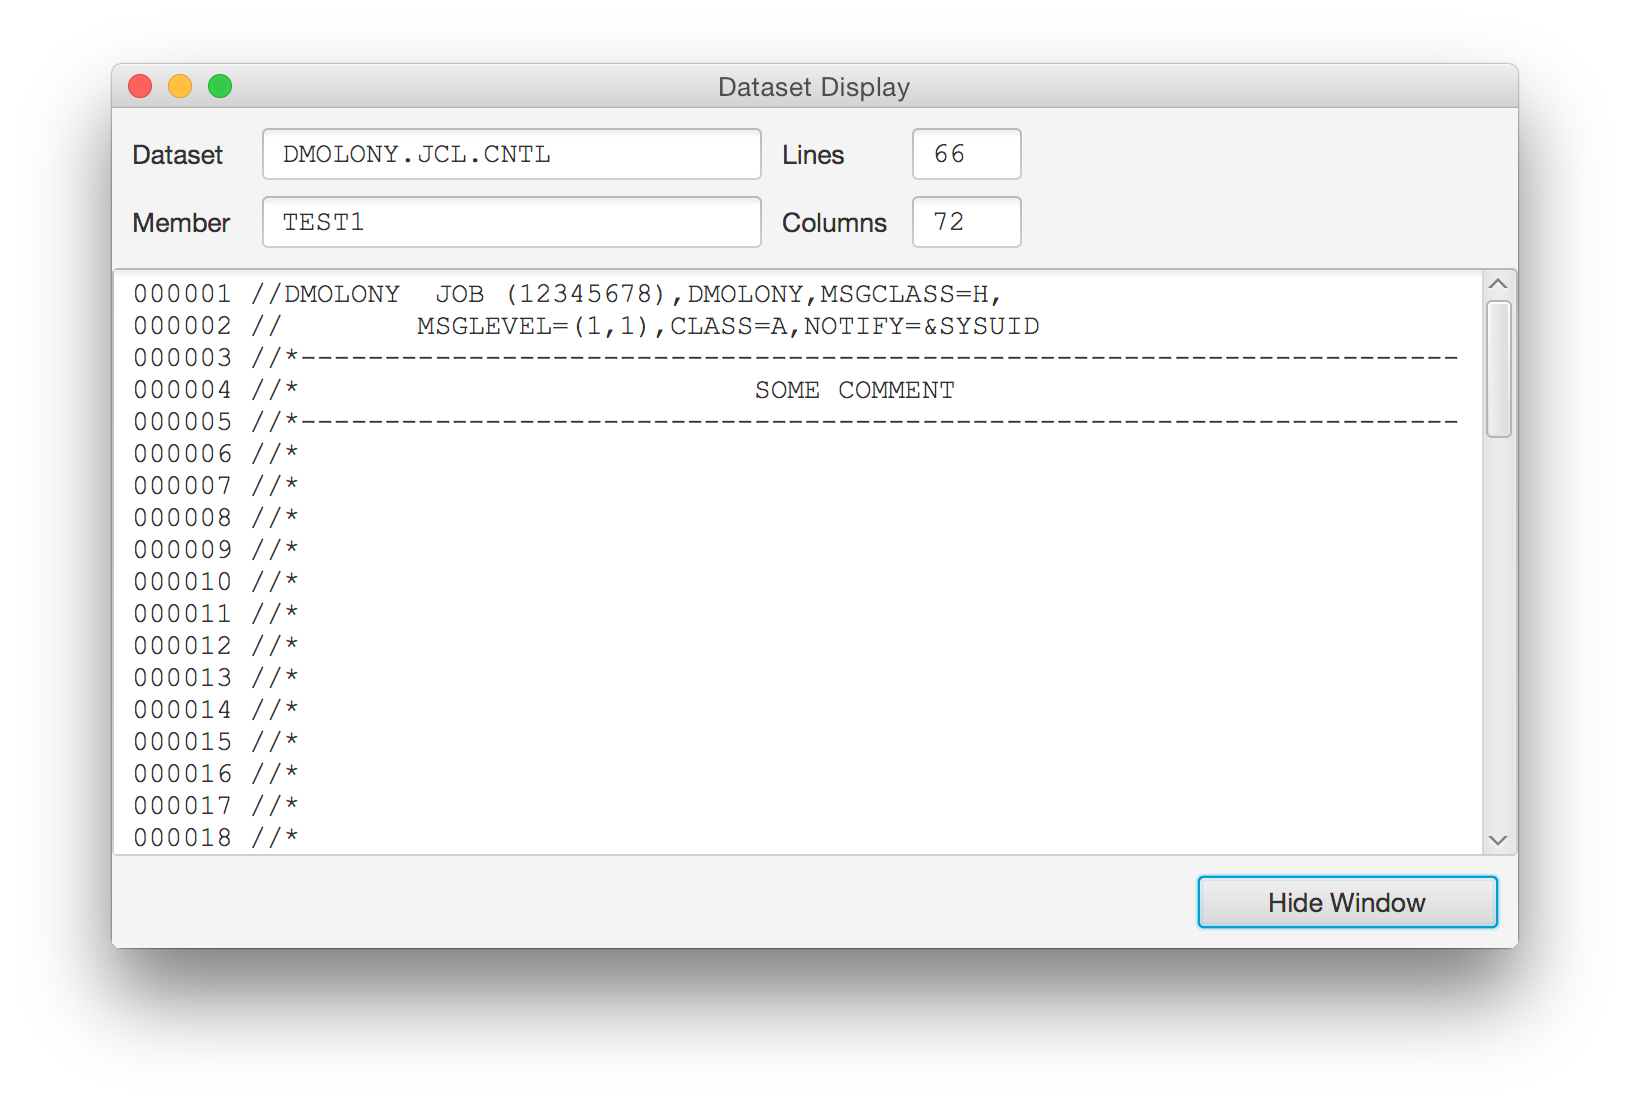 Dataset Display
Dataset DMOLONY.JCL.CNTL Lines 66
Member TEST1 Columns 72
000001 //DMOLONY  JOB (12345678),DMOLONY,MSGCLASS=H,
000002 //        MSGLEVEL=(1,1),CLASS=A,NOTIFY=&SYSUID
000003 //*---------------------------------------------------------------------
000004 //*                           SOME COMMENT
000005 //*---------------------------------------------------------------------
000006 //*
000007 //*
000008 //*
000009 //*
000010 //*
000011 //*
000012 //*
000013 //*
000014 //*
000015 //*
000016 //*
000017 //*
000018 //*
Hide Window